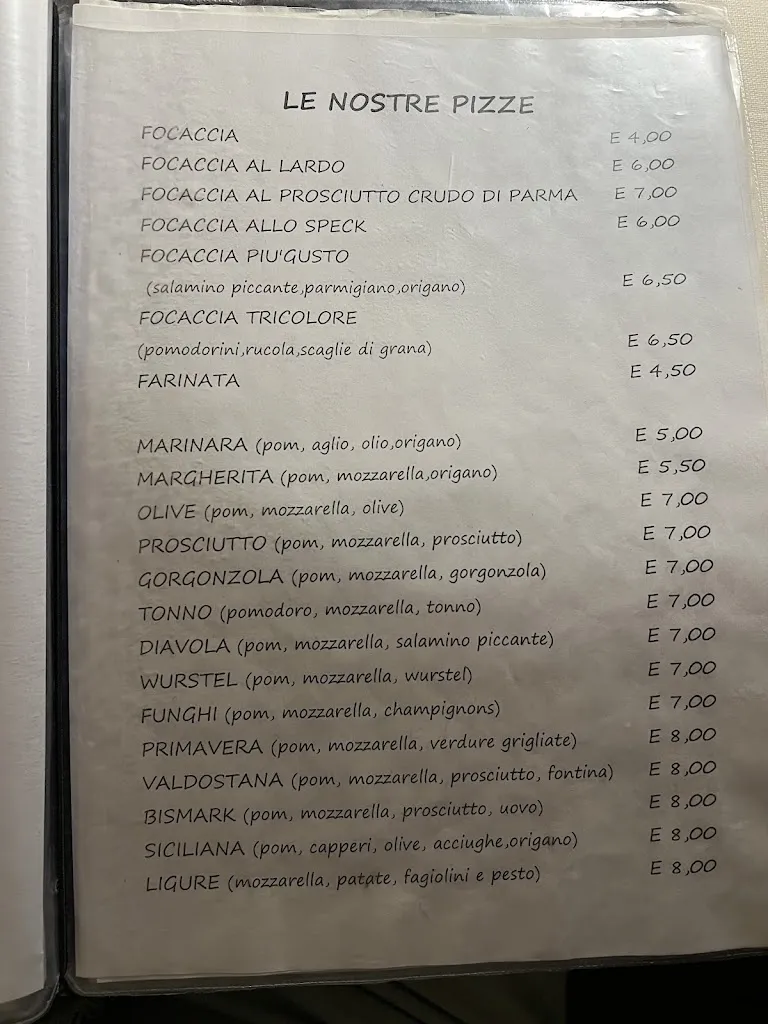 LE NOSTRE PIZZE
FOCACCIA E 4,00
FOCACCIA AL LARDO E 6,00
FOCACCIA AL PROSCIUTTO CRUDO DI PARMA E 7,00
FOCACCIA ALLO SPECK E 6,00
FOCACCIA PIU'GUSTO
(salamino piccante,parmigiano,origano) E 6,50
FOCACCIA TRICOLORE
(pomodorini,rucola,scaglie di grana) E 6,50
FARINATA E 4,50
MARINARA (pom, aglio, olio,origano) E 5,00
MARGHERITA (pom, mozzarella,origano) E 5,50
OLIVE (pom, mozzarella, olive) E 7,00
PROSCIUTTO (pom, mozzarella, prosciutto) E 7,00
GORGONZOLA (pom, mozzarella, gorgonzola) E 7,00
TONNO (pomodoro, mozzarella, tonno) E 7,00
DIAVOLA (pom, mozzarella, salamino piccante) E 7,00
WURSTEL (pom, mozzarella, wurstel) E 7,00
FUNGHI (pom, mozzarella, champignons) E 7,00
PRIMAVERA (pom, mozzarella, verdure grigliate) E 8,00
VALDOSTANA (pom, mozzarella, prosciutto, fontina) E 8,00
BISMARK (pom, mozzarella, prosciutto, uovo) E 8,00
SICILIANA (pom, capperi, olive, acciughe,origano) E 8,00
LIGURE (mozzarella, patate, fagiolini e pesto) E 8,00